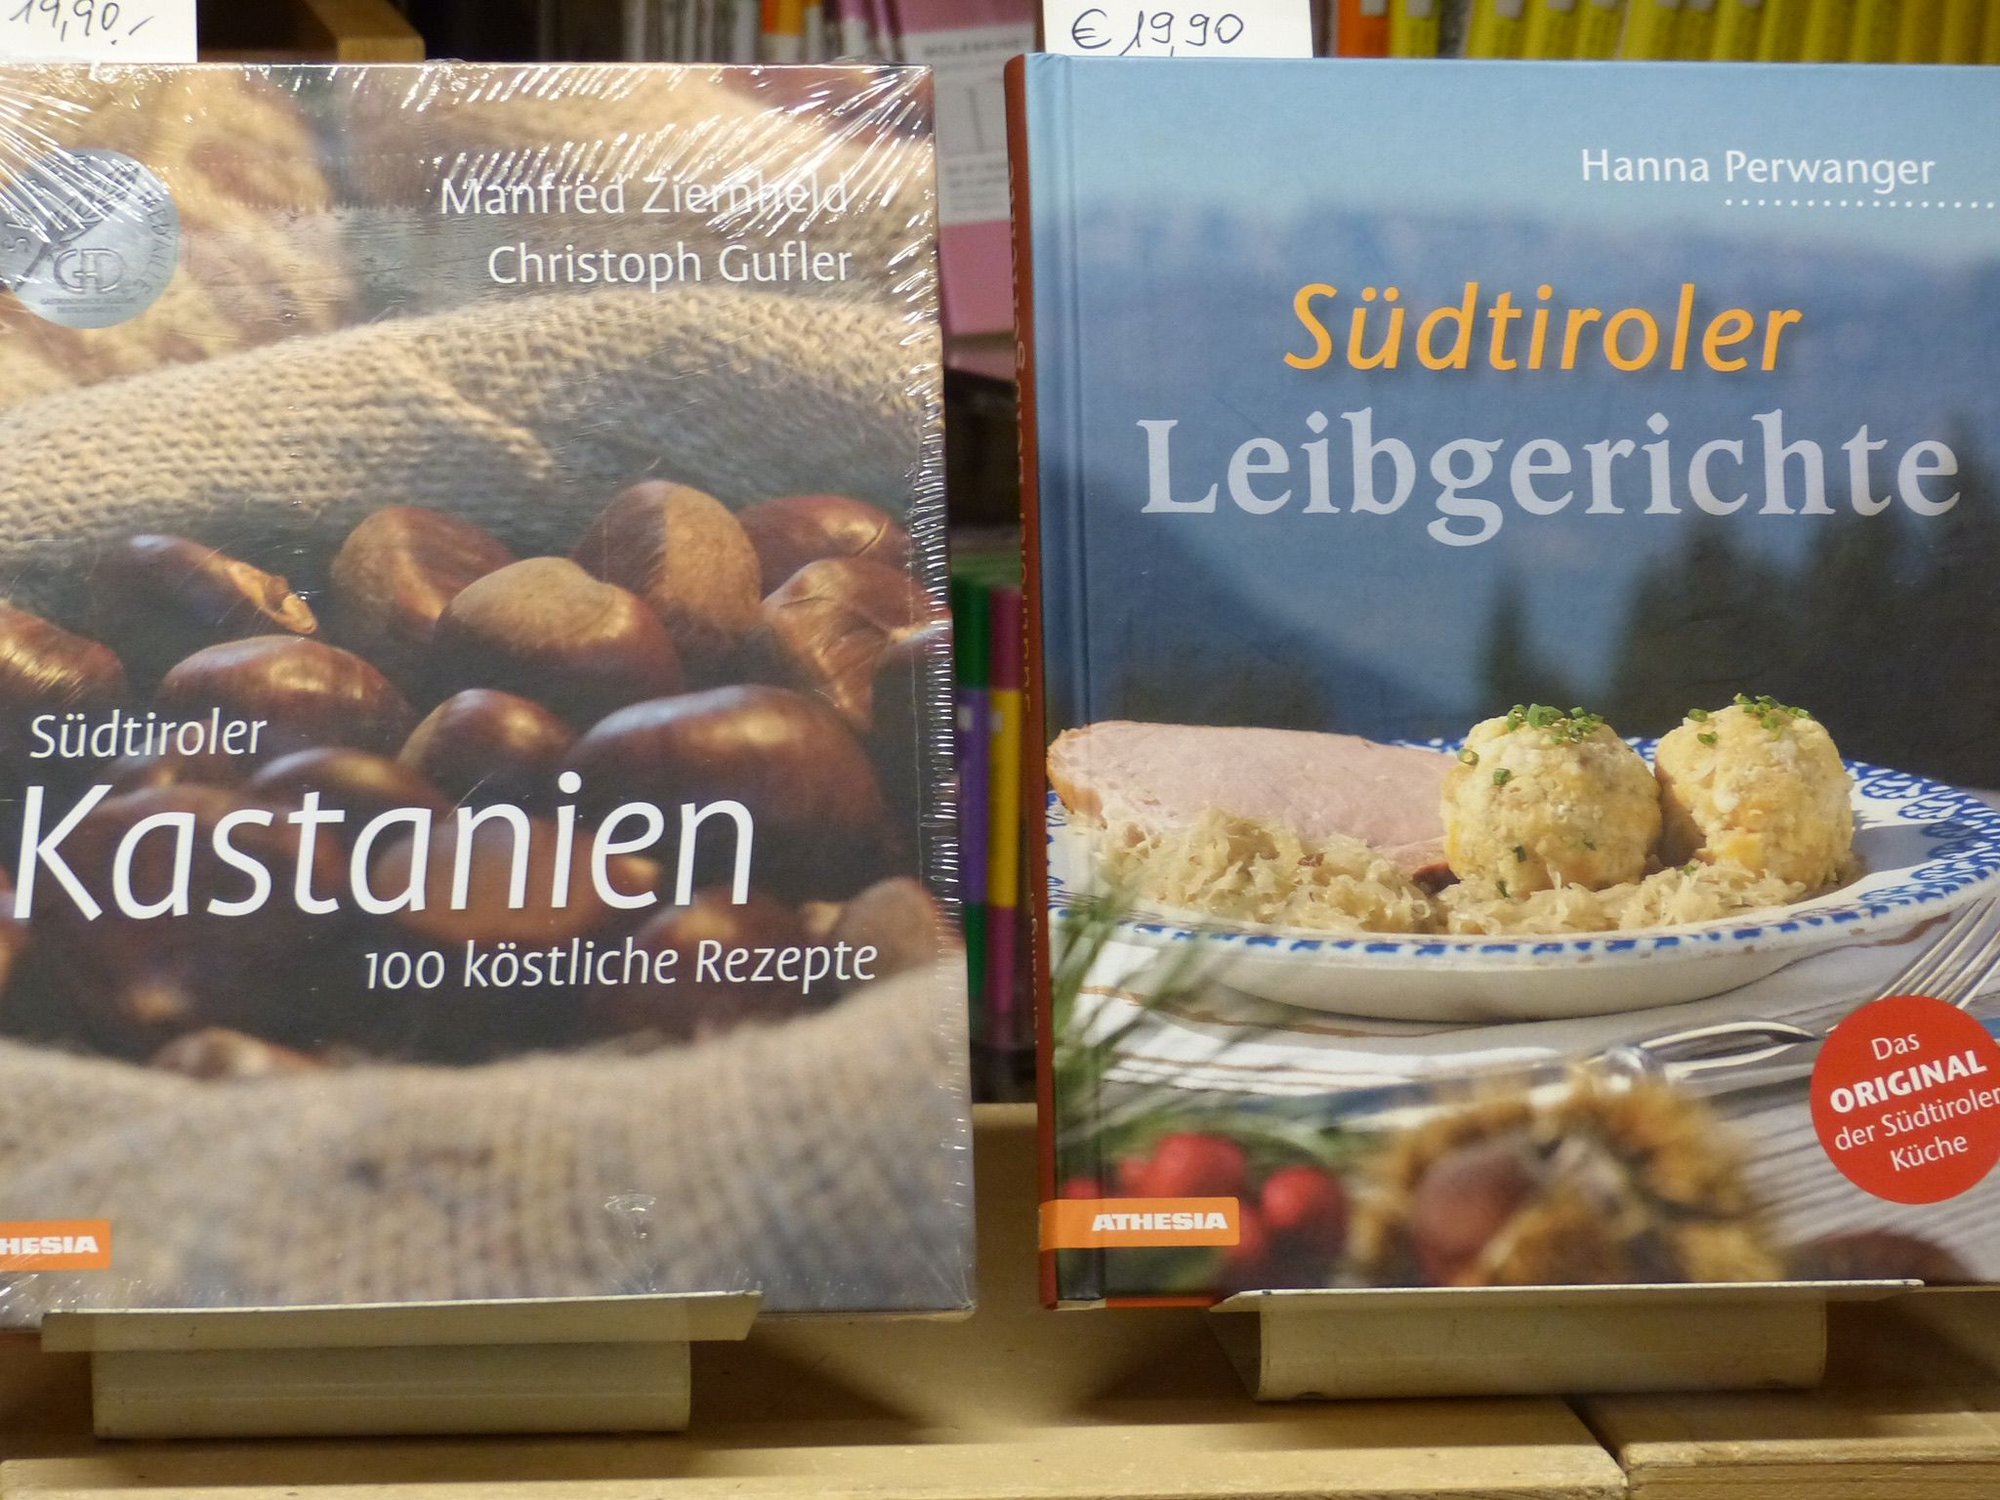 19,90.-
Manfred Ziernheld
Christoph Gufler
Südtiroler
Kastanien
100 köstliche Rezepte
HESIA
€ 19,90
Hanna Perwanger
Südtiroler
Leibgerichte
Das
ORIGINAL
der Südtiroler
Küche
ATHESIA